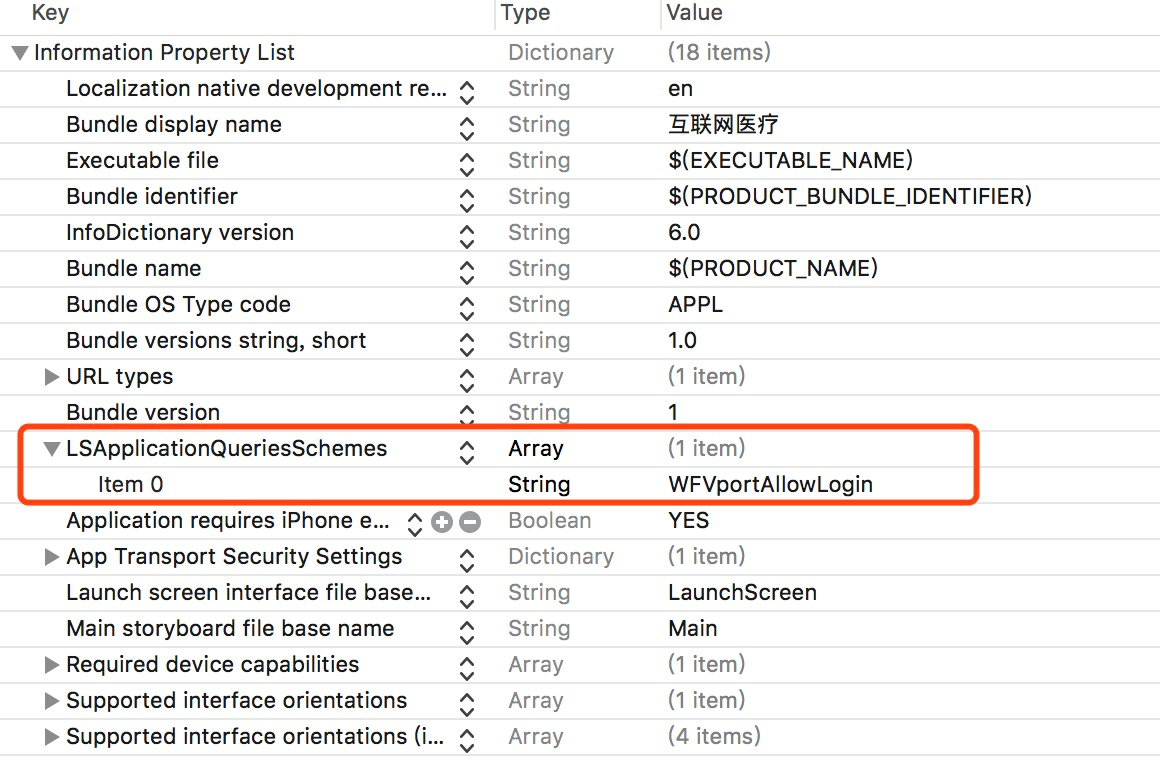 Key Type Value
Information Property List Dictionary (18 items)
Localization native development re... String en
Bundle display name String 互联网医疗
Executable file String $(EXECUTABLE_NAME)
Bundle identifier String $(PRODUCT_BUNDLE_IDENTIFIER)
InfoDictionary version String 6.0
Bundle name String $(PRODUCT_NAME)
Bundle OS Type code String APPL
Bundle versions string, short String 1.0
URL types Array (1 item)
Bundle version String 1
LSApplicationQueriesSchemes Array (1 item)
Item 0 String WFVportAllowLogin
Application requires iPhone e... Boolean YES
App Transport Security Settings Dictionary (1 item)
Launch screen interface file base... String LaunchScreen
Main storyboard file base name String Main
Required device capabilities Array (1 item)
Supported interface orientations Array (1 item)
Supported interface orientations (i... Array (4 items)